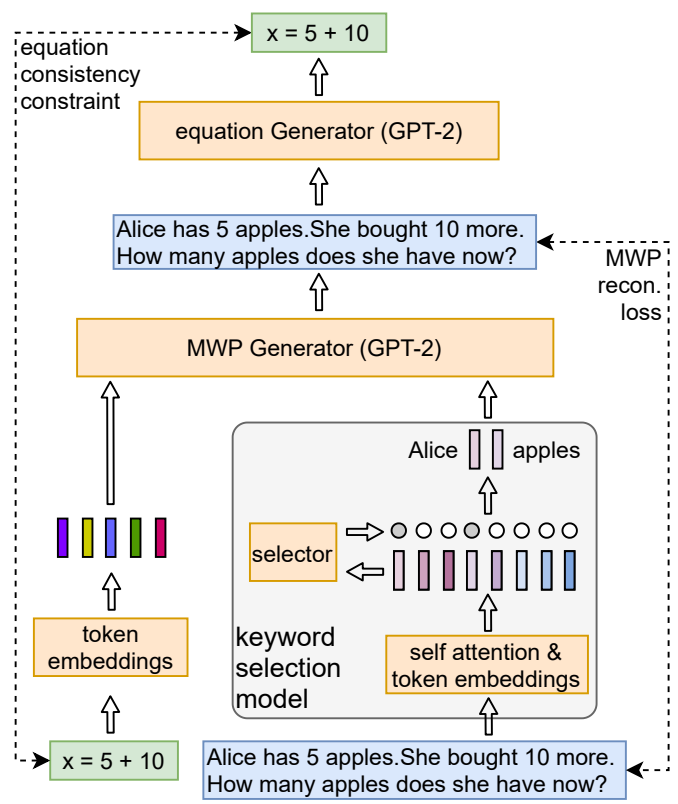 x = 5 + 10
equation
consistency
constraint
equation Generator (GPT-2)
Alice has 5 apples.She bought 10 more.
How many apples does she have now?
MWP
recon.
loss
MWP Generator (GPT-2)
Alice
apples
selector
keyword
selection
model
self attention &
token embeddings
token
embeddings
x = 5 + 10
Alice has 5 apples.She bought 10 more.
How many apples does she have now?